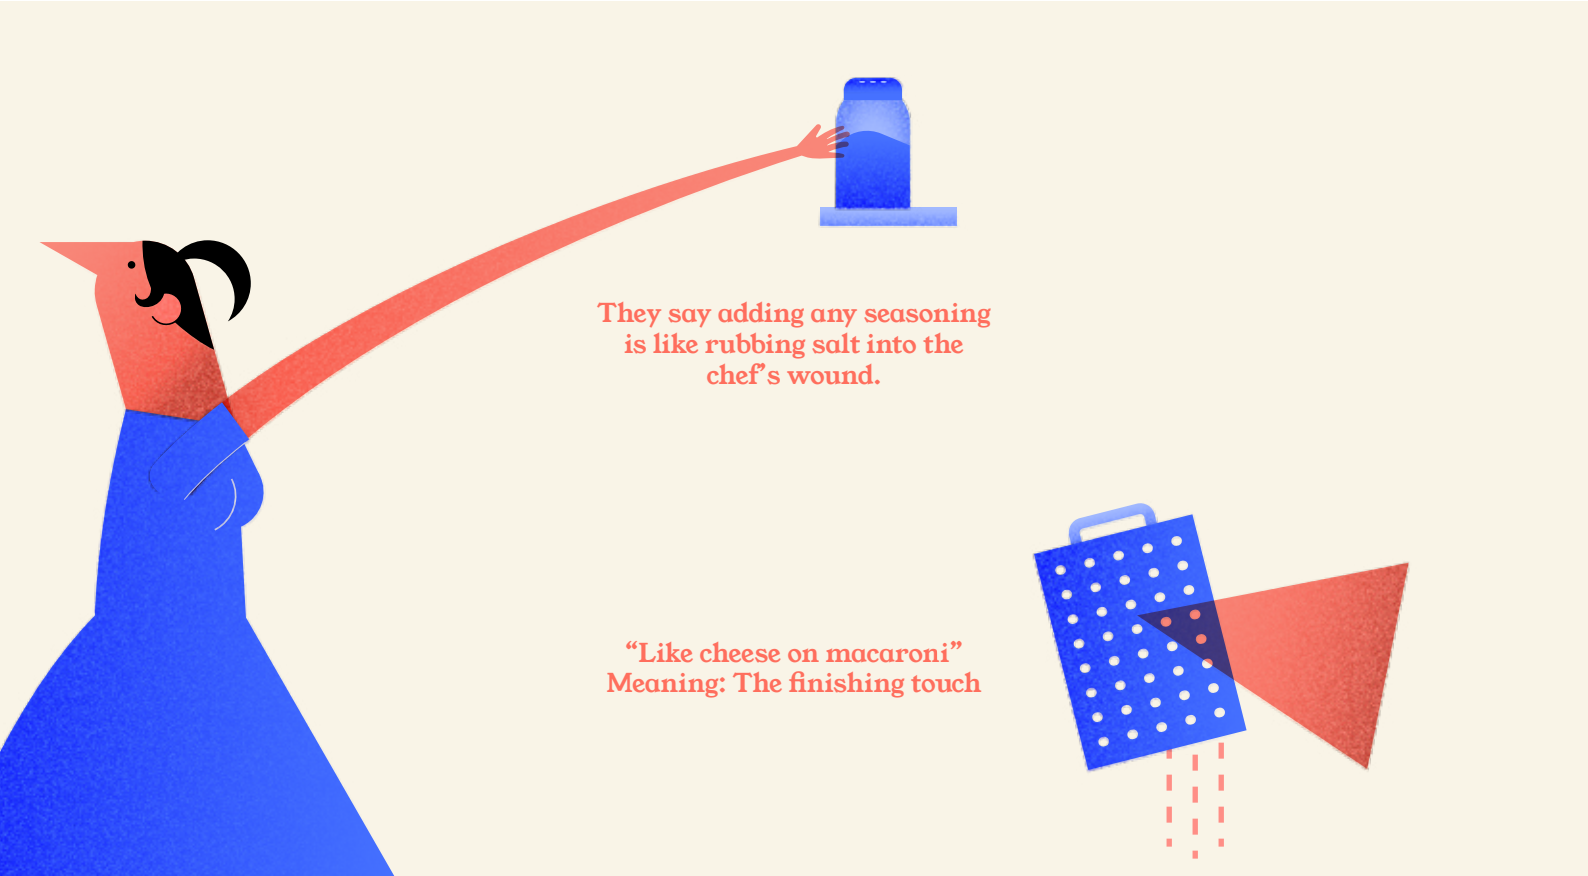 They say adding any seasoning
is like rubbing salt into the
chef’s wound.
“Like cheese on macaroni”
Meaning: The finishing touch